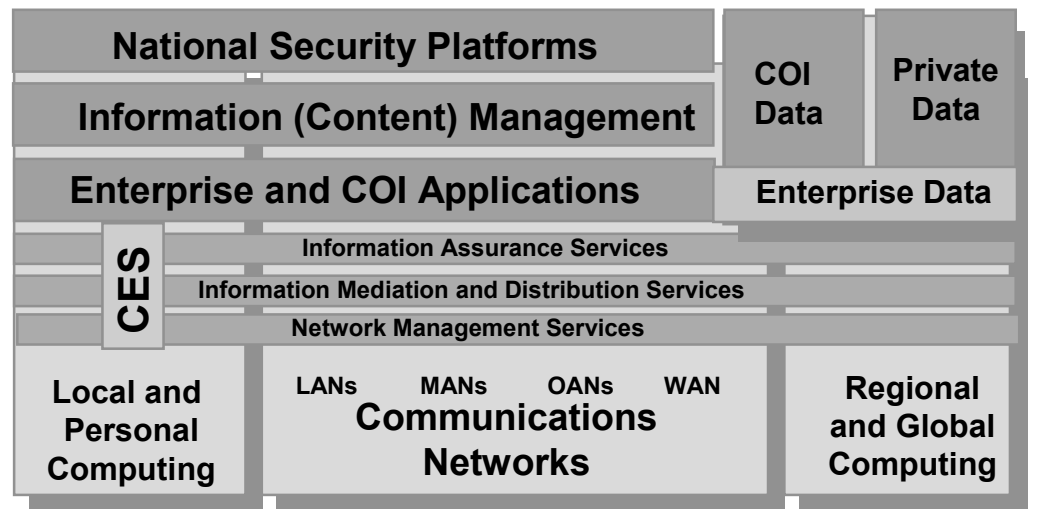 National Security Platforms
COI
Data
Private
Data
Information (Content) Management
Enterprise and COI Applications
Enterprise Data
CES
Information Assurance Services
Information Mediation and Distribution Services
Network Management Services
Local and
Personal
Computing
LANs MANs OANs WAN
Communications
Networks
Regional
and Global
Computing